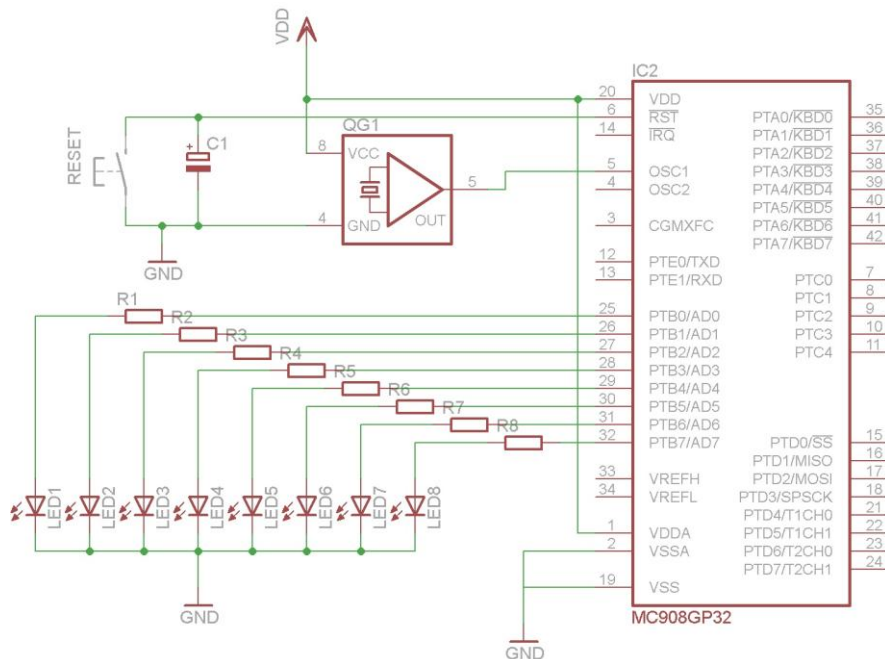 VDD
RESET
+
C1
QG1
8
VCC
4
GND
5
OUT
GND
IC2
20
VDD
6
RST
14
IRQ
5
OSC1
4
OSC2
3
CGMXFC
12
PTE0/TXD
13
PTE1/RXD
25
PTB0/AD0
26
PTB1/AD1
27
PTB2/AD2
28
PTB3/AD3
29
PTB4/AD4
30
PTB5/AD5
31
PTB6/AD6
32
PTB7/AD7
33
VREFH
34
VREFL
1
VDDA
2
VSSA
19
VSS
PTA0/KBD0
35
PTA1/KBD1
36
PTA2/KBD2
37
PTA3/KBD3
38
PTA4/KBD4
39
PTA5/KBD5
40
PTA6/KBD6
41
PTA7/KBD7
42
PTC0
7
PTC1
8
PTC2
9
PTC3
10
PTC4
11
PTD0/SS
15
PTD1/MISO
16
PTD2/MOSI
17
PTD3/SPSCK
18
PTD4/T1CH0
21
PTD5/T1CH1
22
PTD6/T2CH0
23
PTD7/T2CH1
24
MC908GP32
R1
R2
R3
R4
R5
R6
R7
R8
LED1
LED2
LED3
LED4
LED5
LED6
LED7
LED8
GND
GND